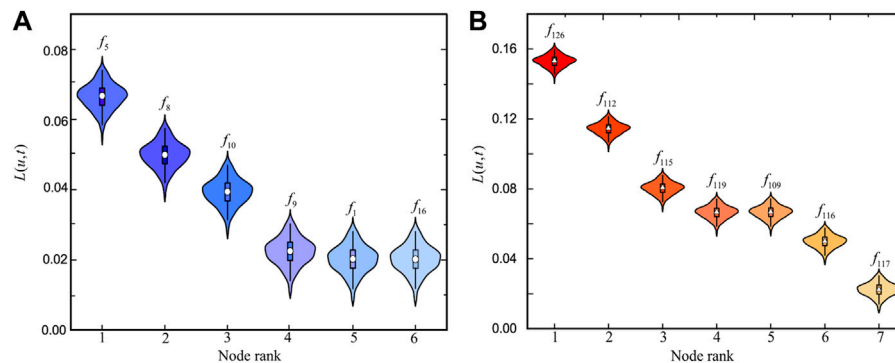 A
L(u,t)
0.08
0.06
0.04
0.02
0.00
f5
f8
f10
f9
f1
f16
1 2 3 4 5 6
Node rank
B
L(u,t)
0.16
0.12
0.08
0.04
0.00
f126
f112
f115
f119
f109
f116
f117
1 2 3 4 5 6 7
Node rank